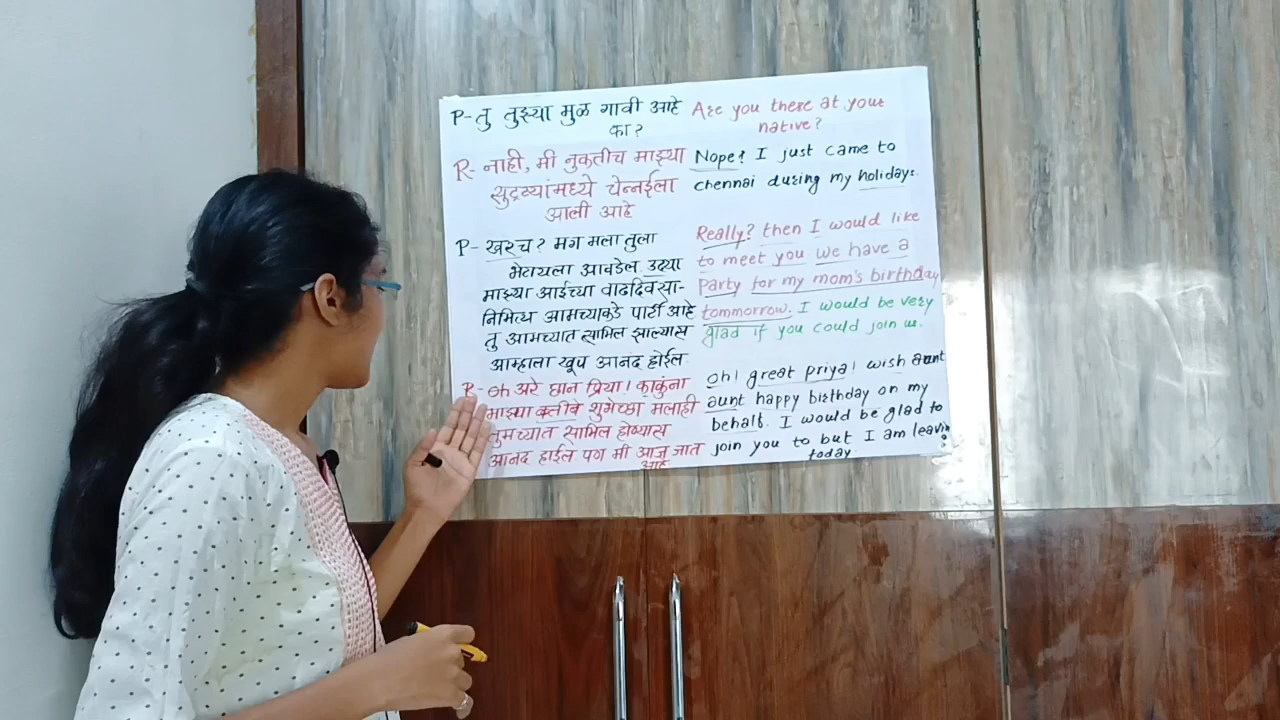 P- तु तुझ्या मुळ गावी आहे
का?
R- नाही, मी नुकतीच माझ्या
सुट्ट्यांमध्ये चेन्नईला
आली आहे
P- खरंच? मग मला तुला
भेटायला आवडेल उद्या
माझ्या आईच्या वाढदिवसा-
निमित्य आमच्याकडे पार्टी आहे
तु आमच्यात सामिल झाल्यास
आम्हाला खूप आनंद होईल
R- oh अरे छान प्रिया! काकुंना
माझ्या वतीने शुभेच्छा मलाही
तुमच्यात सामिल होण्यास
आनंद होईल पण मी आज जात
आहे
Are you there at your
native?
Nope! I just came to
chennai during my holidays.
Really? then I would like
to meet you we have a
party for my mom's birthday
tommorrow. I would be very
glad if you could join us.
oh! great priya! wish aunt
aunt happy birthday on my
behalf. I would be glad to
join you to but I am leaving
today